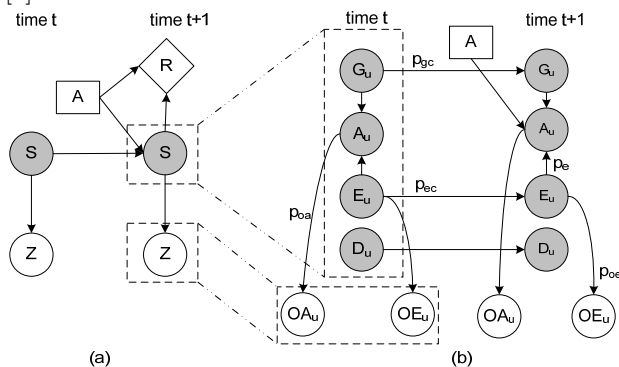 time t
time t+1
time t
time t+1
R
A
A
G_u
p_gc
G_u
A_u
A_u
S
S
p_e
E_u
p_ec
E_u
p_oa
D_u
D_u
p_oe
Z
Z
OA_u
OE_u
OA_u
OE_u
(a)
(b)